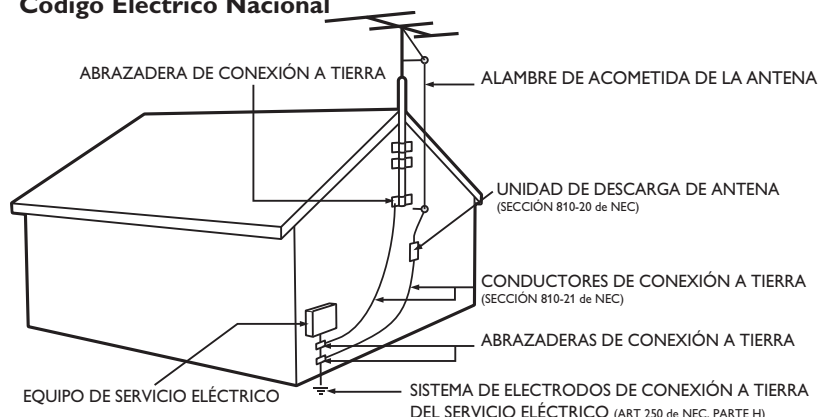 Código Eléctrico Nacional
ABRAZADERA DE CONEXIÓN A TIERRA
ALAMBRE DE ACOMETIDA DE LA ANTENA
UNIDAD DE DESCARGA DE ANTENA
(SECCIÓN 810-20 de NEC)
CONDUCTORES DE CONEXIÓN A TIERRA
(SECCIÓN 810-21 de NEC)
ABRAZADERAS DE CONEXIÓN A TIERRA
EQUIPO DE SERVICIO ELÉCTRICO
SISTEMA DE ELECTRODOS DE CONEXIÓN A TIERRA
DEL SERVICIO ELÉCTRICO (ART 250 de NEC, PARTE H)